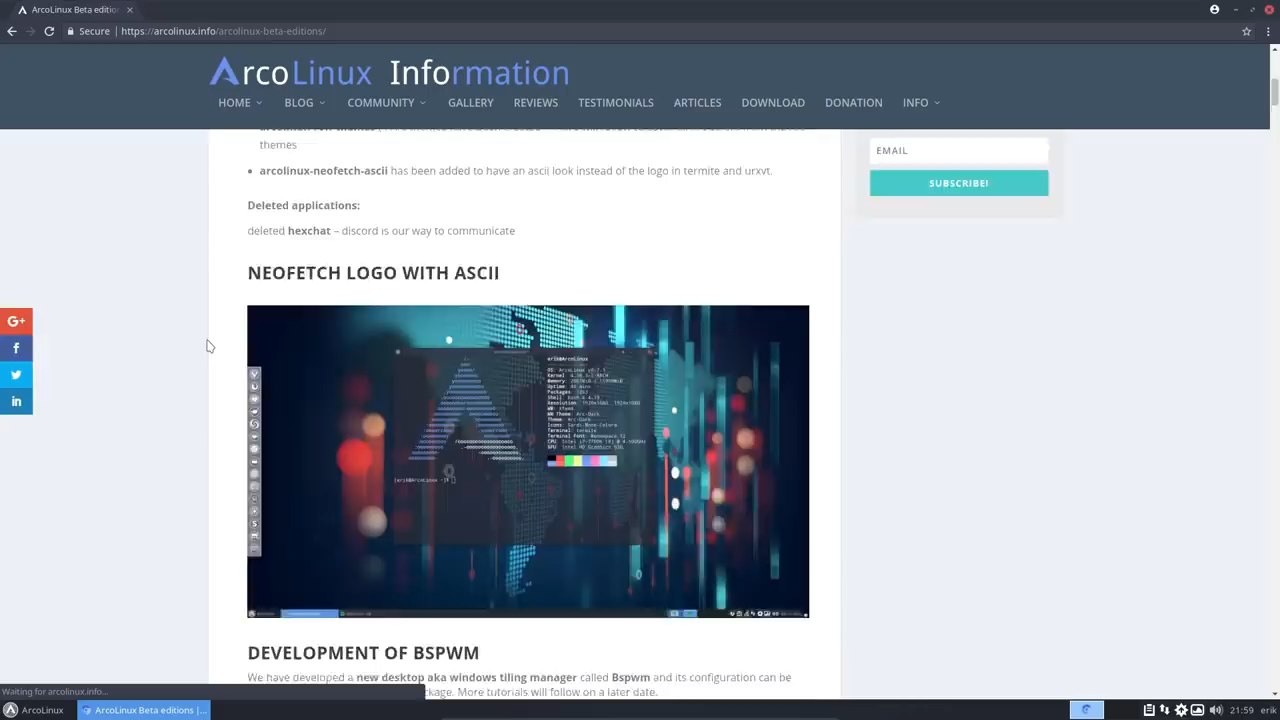 ArcoLinux Beta edition
Secure
https://arcolinux.info/arcolinux-beta-editions/
ArcoLinux Information
HOME BLOG COMMUNITY GALLERY REVIEWS TESTIMONIALS ARTICLES DOWNLOAD DONATION INFO
themes
• arcolinux-neofetch-ascii has been added to have an ascii look instead of the logo in termite and urxvt.
Deleted applications:
deleted hexchat – discord is our way to communicate
EMAIL
SUBSCRIBE!
NEOFETCH LOGO WITH ASCII
G+
f
in
erik@ArcoLinux
DEVELOPMENT OF BSPWM
We have developed a new desktop aka windows tiling manager called Bspwm and its configuration can be
ckage. More tutorials will follow on a later date.
Waiting for arcolinux.info...
ArcoLinux
ArcoLinux Beta editions |...
21:59 erik